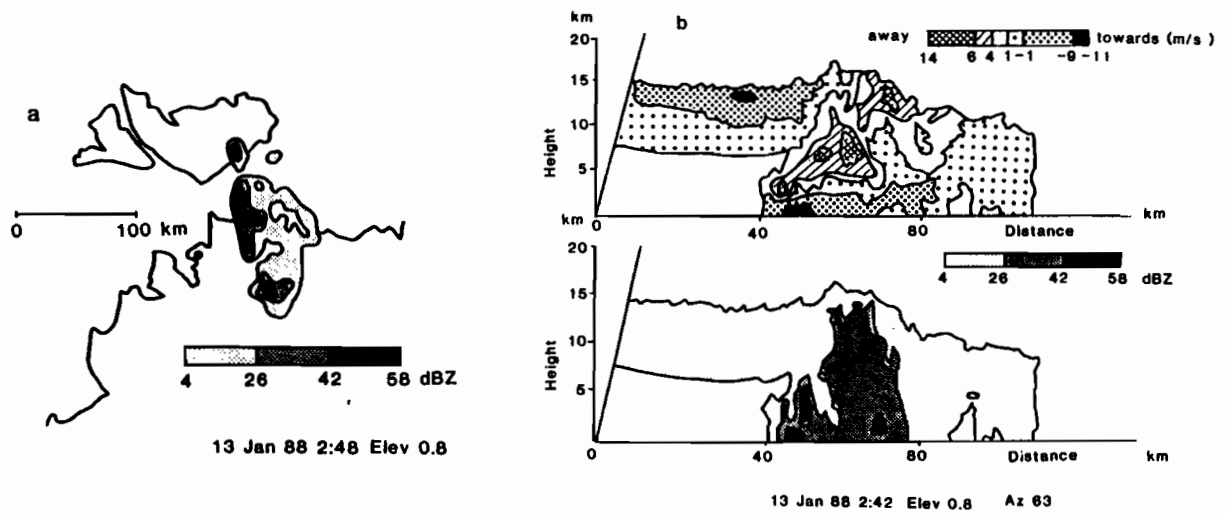 a
0 100 km
4 26 42 58 dBZ
13 Jan 88 2:48 Elev 0.8
b
km
away towards (m/s)
14 6 4 1 -1 -9 -11
20
15
10
5
Height
km 0 40 80 Distance km
4 26 42 58 dBZ
20
15
10
5
Height
0 40 80 Distance km
13 Jan 88 2:42 Elev 0.8 Az 63